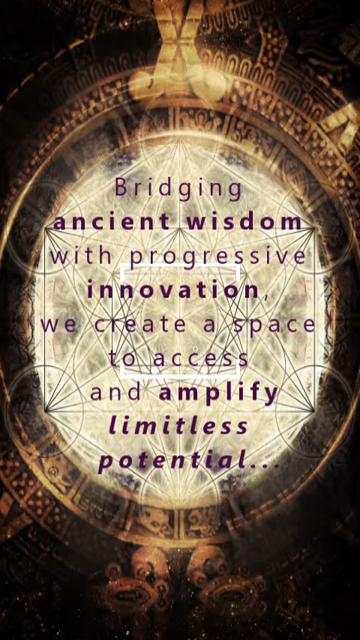 Bridging
ancient wisdom
with progressive
innovation,
we create a space
to access
and amplify
limitless
potential...